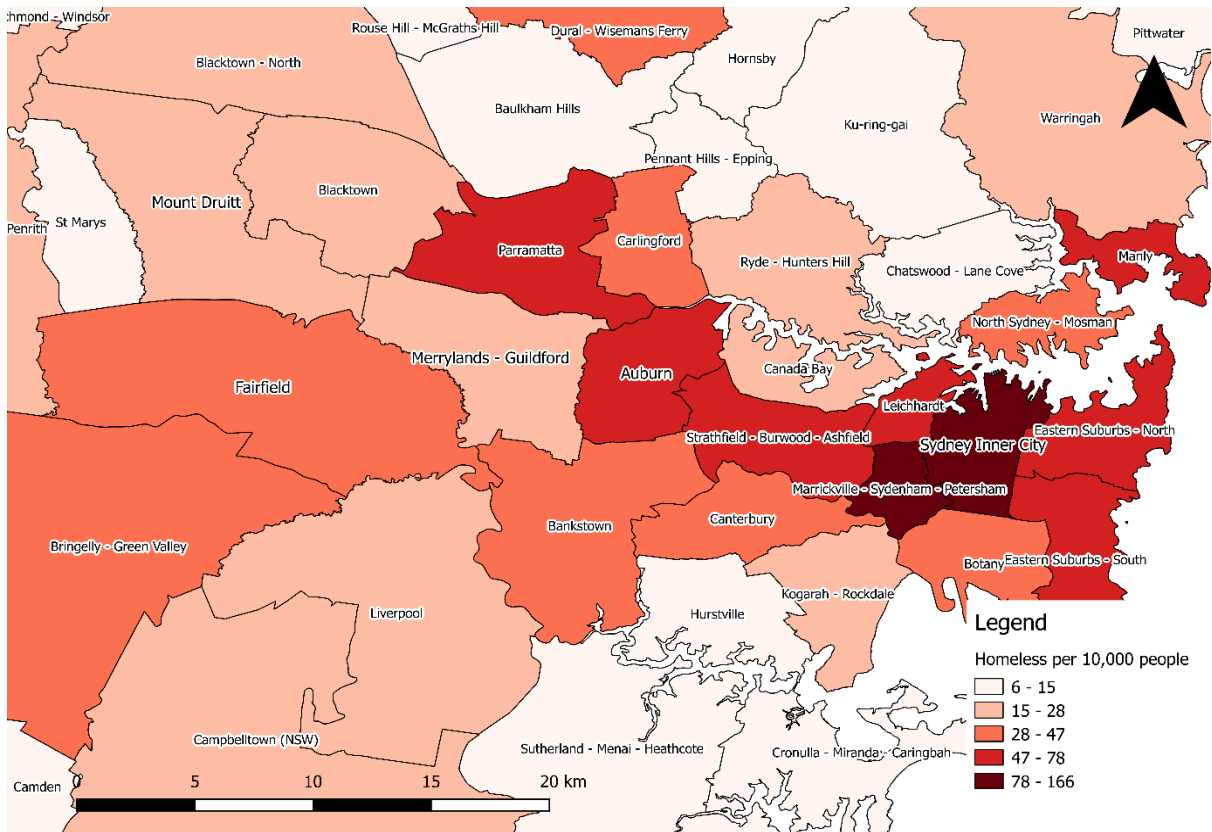 chmond - Windsor
Rouse Hill - McGraths Hill
Dural - Wisemans Ferry
Pittwater
Blacktown - North
Hornsby
Baulkham Hills
Ku-ring-gai
Warringah
Pennant Hills - Epping
Blacktown
Mount Druitt
St Marys
Penrith
Parramatta
Carlingford
Ryde - Hunters Hill
Chatswood - Lane Cove
Manly
North Sydney - Mosman
Merrylands - Guildford
Canada Bay
Auburn
Fairfield
Leichhardt
Strathfield - Burwood - Ashfield
Sydney Inner City
Eastern Suburbs - North
Marrickville - Sydenham - Petersham
Bankstown
Canterbury
Bringelly - Green Valley
Botany
Eastern Suburbs - South
Kogarah - Rockdale
Liverpool
Hurstville
Campbelltown (NSW)
Sutherland - Menai - Heathcote
Cronulla - Miranda - Caringbah
Camden
0 5 10 15 20 km
Legend
Homeless per 10,000 people
6 - 15
15 - 28
28 - 47
47 - 78
78 - 166